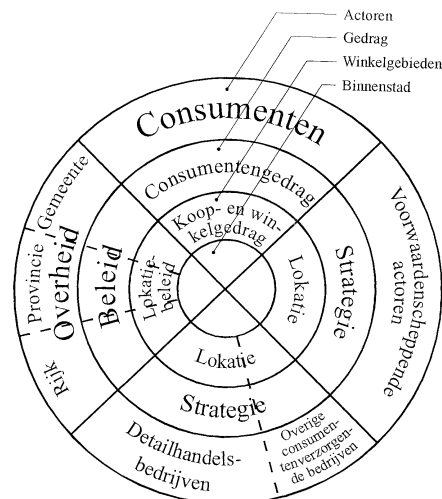 Actoren
Gedrag
Winkelgebieden
Binnenstad
Consumenten
Consumentengedrag
Koop- en win-
kelgedrag
Gemeente
Provincie
Rijk
Overheid
Beleid
Lokatie-
beleid
Lokatie
Strategie
Voorwaardenscheppende
actoren
Lokatie
Strategie
Detailhandels-
bedrijven
Overige
consumen-
tenverzorgen-
de bedrijven